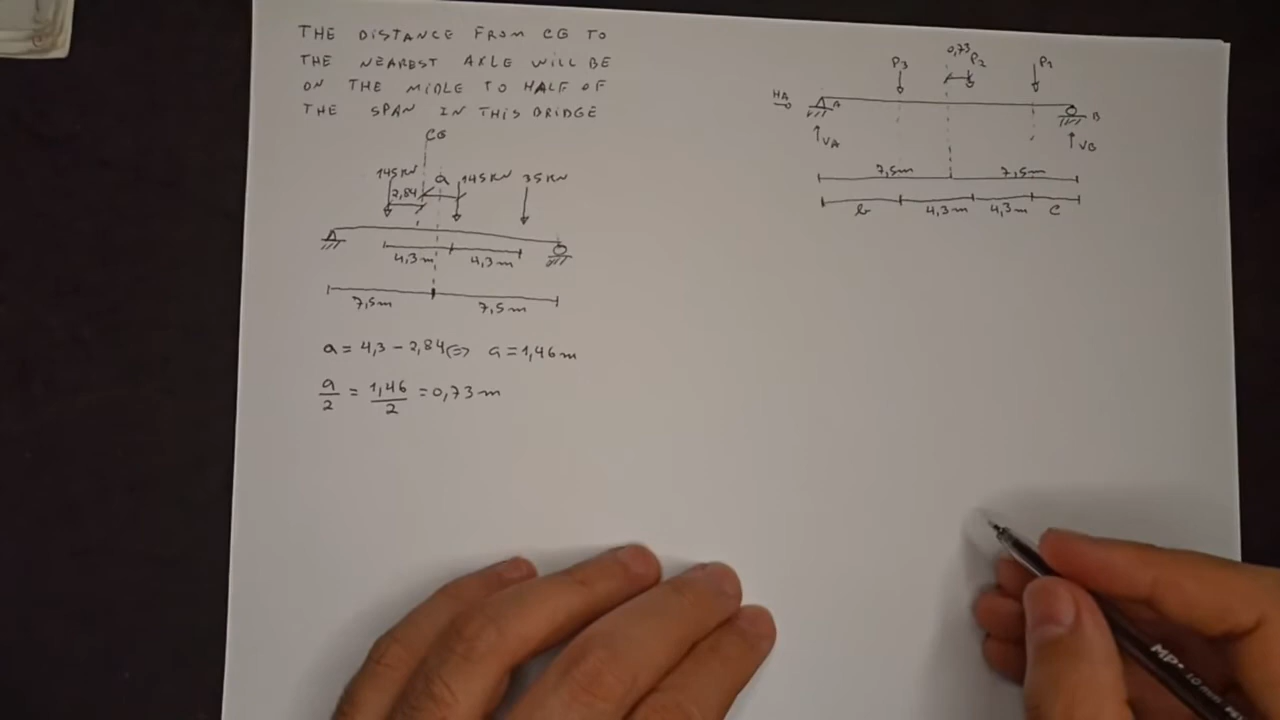 THE DISTANCE FROM CG TO
THE NEAREST AXLE WILL BE
ON THE MIDLE TO HALF OF
THE SPAN IN THIS BRIDGE
CG
145KN a 145KN 35KN
2,84
4,3m 4,3m
7,5m 7,5m
a = 4,3 - 2,84 <=> a = 1,46m
a/2 = 1,46/2 = 0,73m
0,73
P3 P2 P1
HA A B
VA VB
7,5m 7,5m
b 4,3m 4,3m c